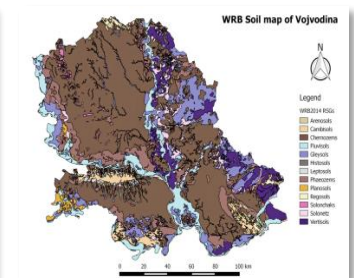 WRB Soil map of Vojvodina
N
Legend
WRB2014 RSGs
Arenosols
Cambisols
Chernozems
Fluvisols
Gleysols
Histosols
Leptosols
Phaeozems
Planosols
Regosols
Solonchaks
Solonetz
Vertisols
0 20 40 60 80 100 km